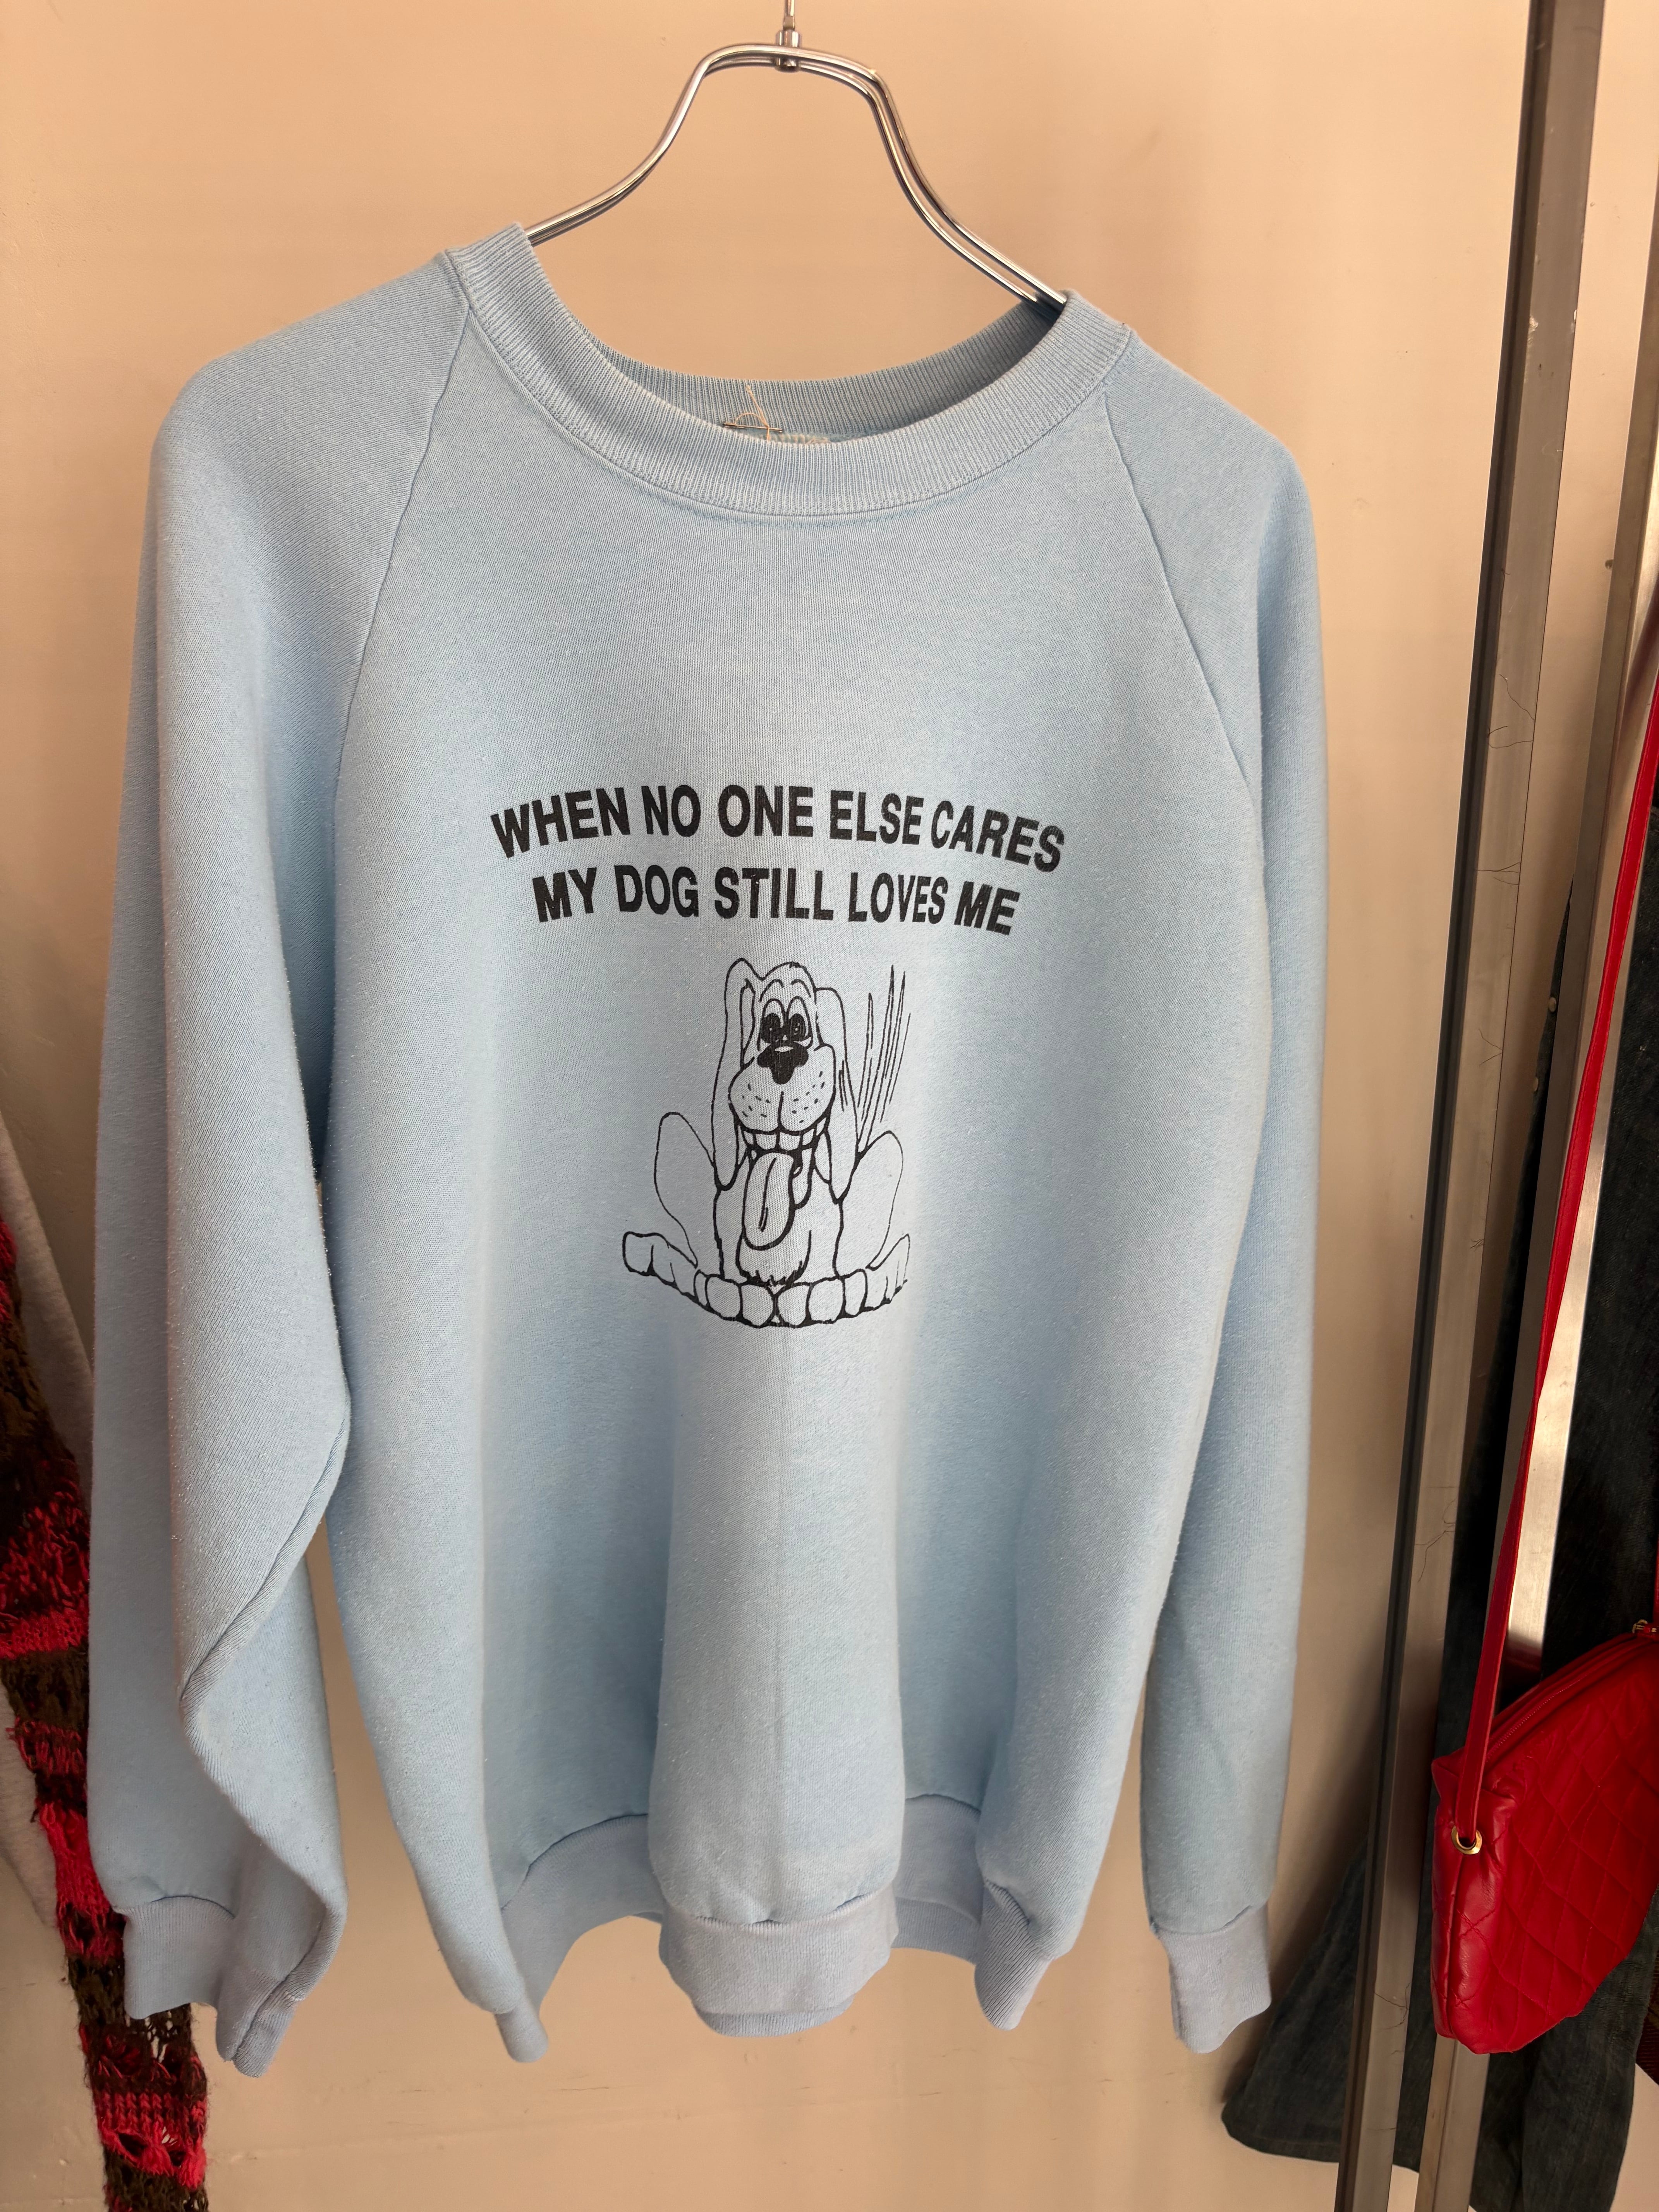 WHEN NO ONE ELSE CARES
MY DOG STILL LOVES ME